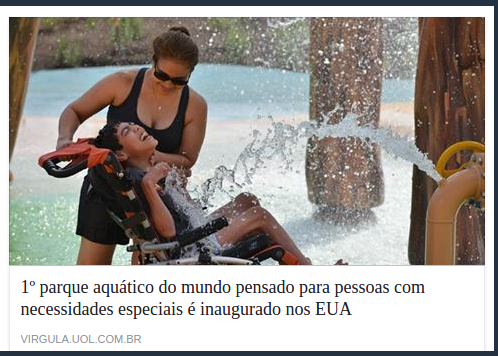 1º parque aquático do mundo pensado para pessoas com
necessidades especiais é inaugurado nos EUA
VIRGULA.UOL.COM.BR